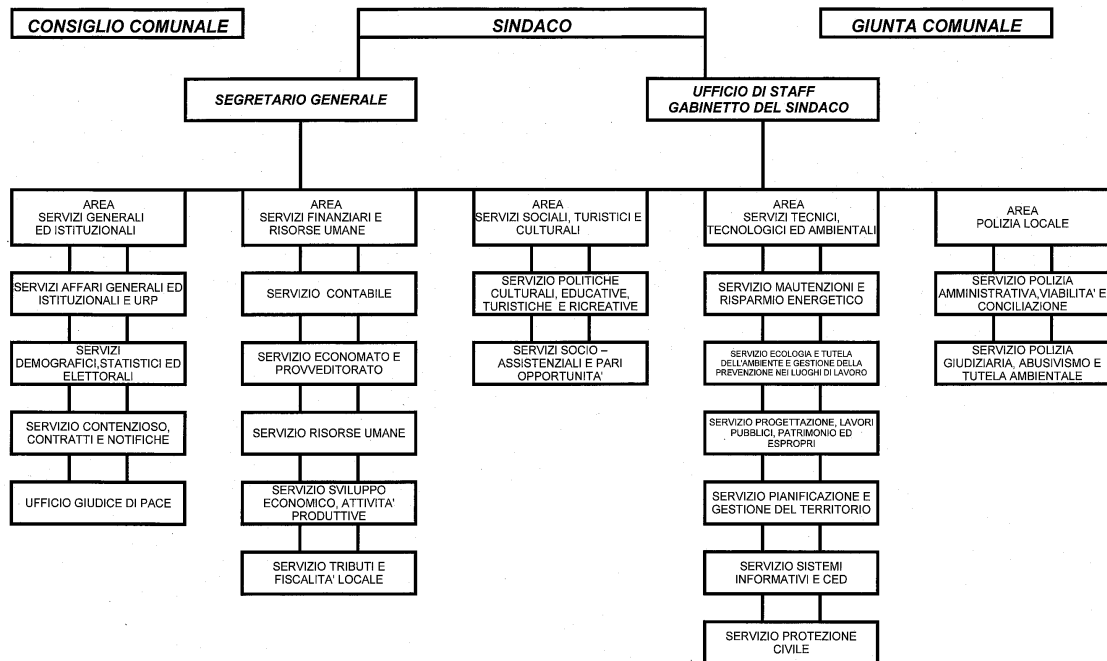 CONSIGLIO COMUNALE
SINDACO
GIUNTA COMUNALE
SEGRETARIO GENERALE
UFFICIO DI STAFF
GABINETTO DEL SINDACO
AREA
SERVIZI GENERALI
ED ISTITUZIONALI
AREA
SERVIZI FINANZIARI E
RISORSE UMANE
AREA
SERVIZI SOCIALI, TURISTICI E
CULTURALI
AREA
SERVIZI TECNICI,
TECNOLOGICI ED AMBIENTALI
AREA
POLIZIA LOCALE
SERVIZI AFFARI GENERALI ED
ISTITUZIONALI E URP
SERVIZIO CONTABILE
SERVIZIO POLITICHE
CULTURALI, EDUCATIVE,
TURISTICHE E RICREATIVE
SERVIZIO MAUTENZIONI E
RISPARMIO ENERGETICO
SERVIZIO POLIZIA
AMMINISTRATIVA,VIABILITA' E
CONCILIAZIONE
SERVIZI
DEMOGRAFICI,STATISTICI ED
ELETTORALI
SERVIZIO ECONOMATO E
PROVVEDITORATO
SERVIZI SOCIO –
ASSISTENZIALI E PARI
OPPORTUNITA'
SERVIZIO ECOLOGIA E TUTELA
DELL'AMBIENTE E GESTIONE DELLA
PREVENZIONE NEI LUOGHI DI LAVORO
SERVIZIO POLIZIA
GIUDIZIARIA, ABUSIVISMO E
TUTELA AMBIENTALE
SERVIZIO CONTENZIOSO,
CONTRATTI E NOTIFICHE
SERVIZIO RISORSE UMANE
SERVIZIO PROGETTAZIONE, LAVORI
PUBBLICI, PATRIMONIO ED
ESPROPRI
UFFICIO GIUDICE DI PACE
SERVIZIO SVILUPPO
ECONOMICO, ATTIVITA'
PRODUTTIVE
SERVIZIO PIANIFICAZIONE E
GESTIONE DEL TERRITORIO
SERVIZIO TRIBUTI E
FISCALITA' LOCALE
SERVIZIO SISTEMI
INFORMATIVI E CED
SERVIZIO PROTEZIONE
CIVILE